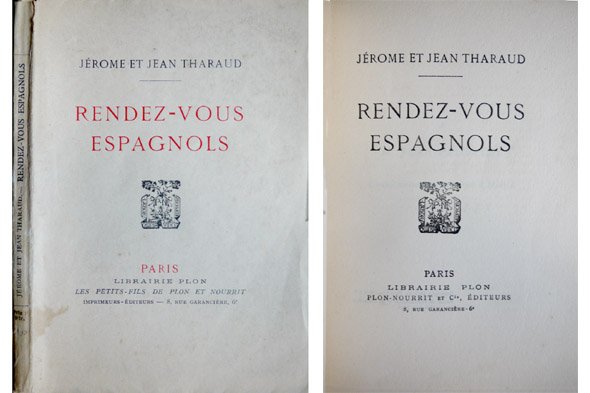 JÉROME ET JEAN THARAUD.— RENDEZ-VOUS ESPAGNOLS
JÉROME ET JEAN THARAUD
RENDEZ-VOUS
ESPAGNOLS
PARIS
LIBRAIRIE PLON
LES PETITS-FILS DE PLON ET NOURRIT
IMPRIMEURS-ÉDITEURS — 8, RUE GARANCIÈRE, 6e
JÉROME ET JEAN THARAUD
RENDEZ-VOUS
ESPAGNOLS
PARIS
LIBRAIRIE PLON
PLON-NOURRIT ET Cie, ÉDITEURS
8, RUE GARANCIÈRE-6e